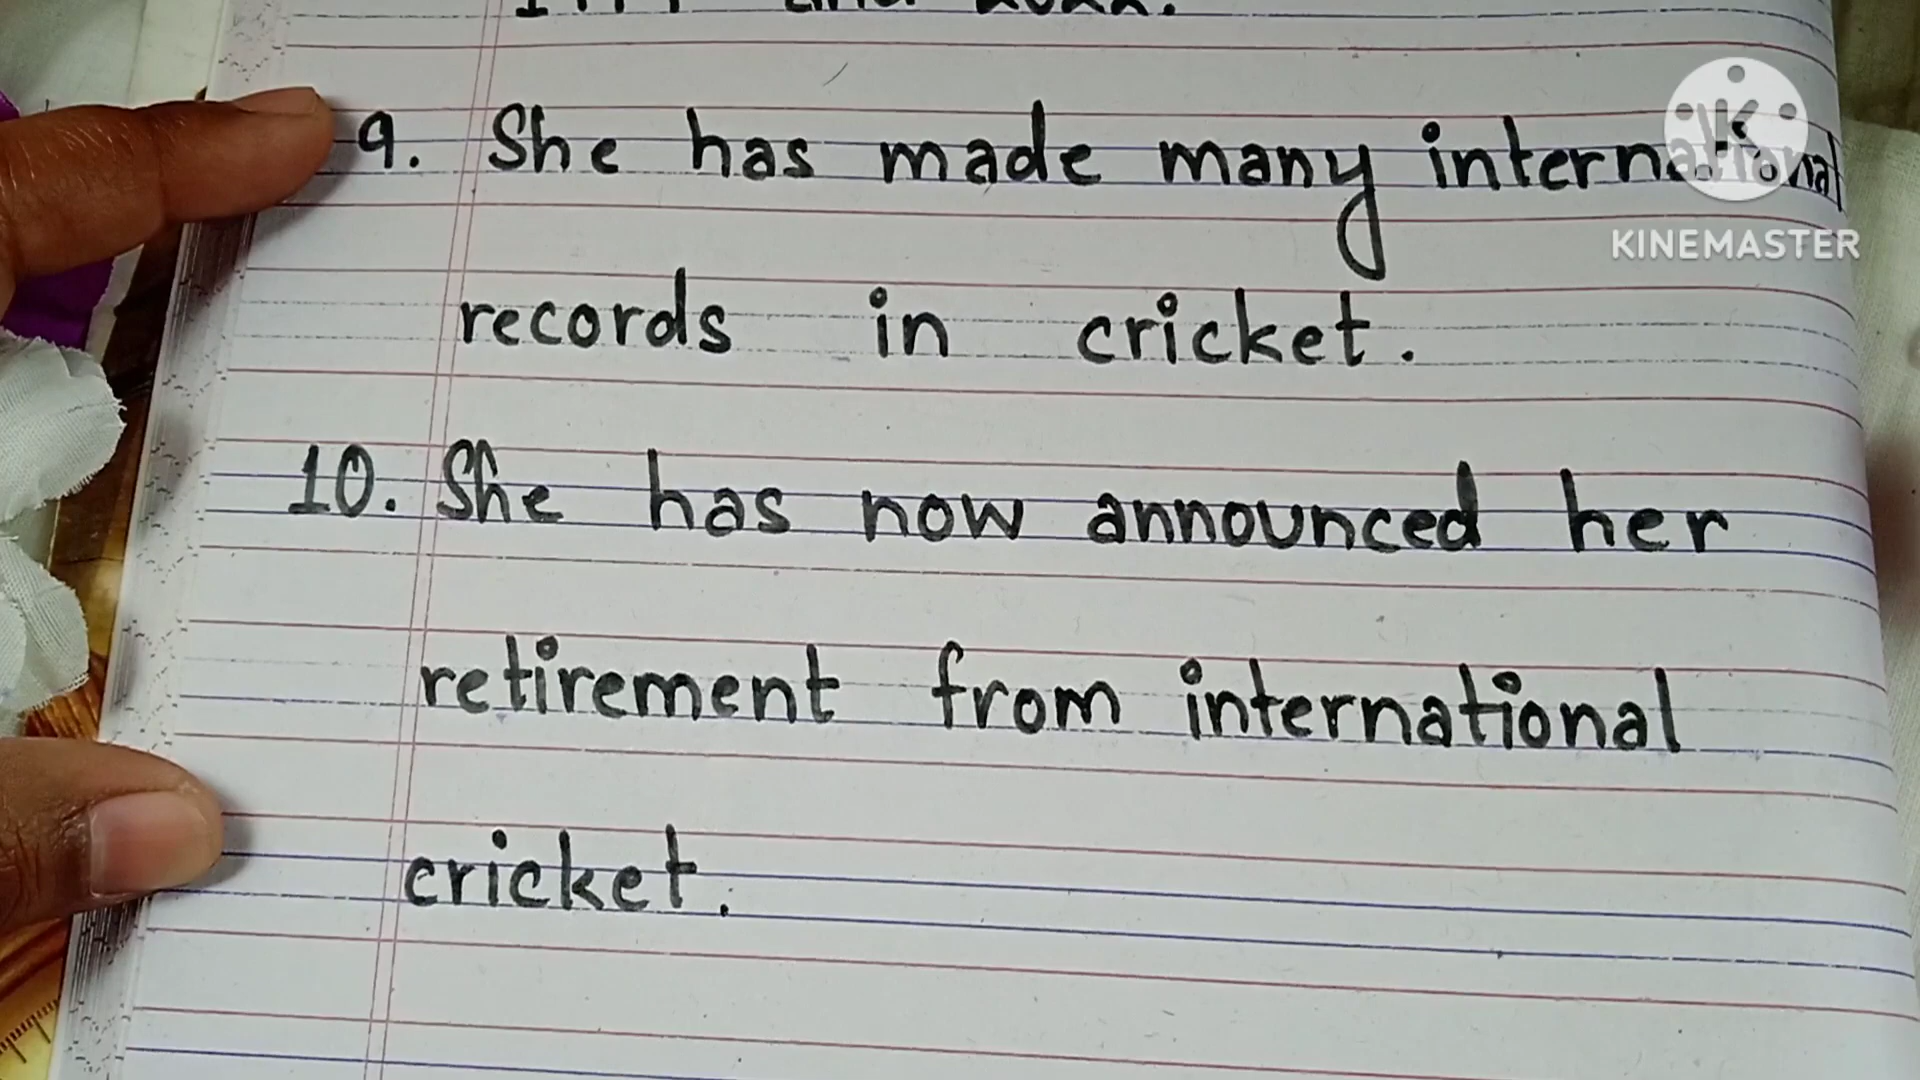 9. She has made many international
records in cricket.
10. She has now announced her
retirement from international
cricket.
KINEMASTER